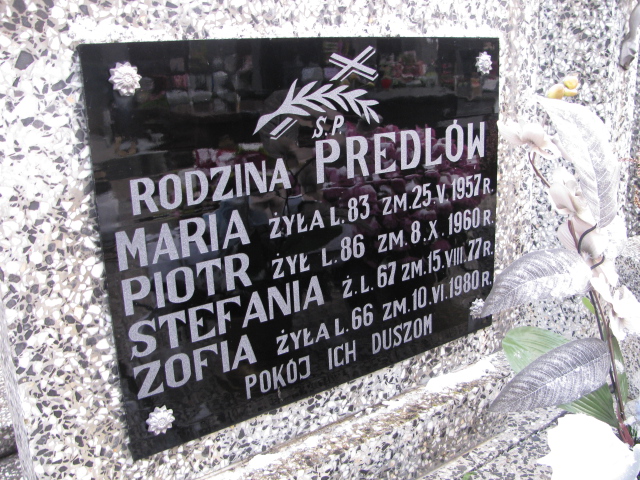 Ś.P.
RODZINA PREDLÓW
MARIA ŻYŁA L. 83 ZM. 25.V.1957 R.
PIOTR ŻYŁ L. 86 ZM. 8.X.1960 R.
STEFANIA Ż. L. 67 ZM. 15.VIII.77 R.
ZOFIA ŻYŁA L. 66 ZM. 10.VI.1980 R.
POKÓJ ICH DUSZOM